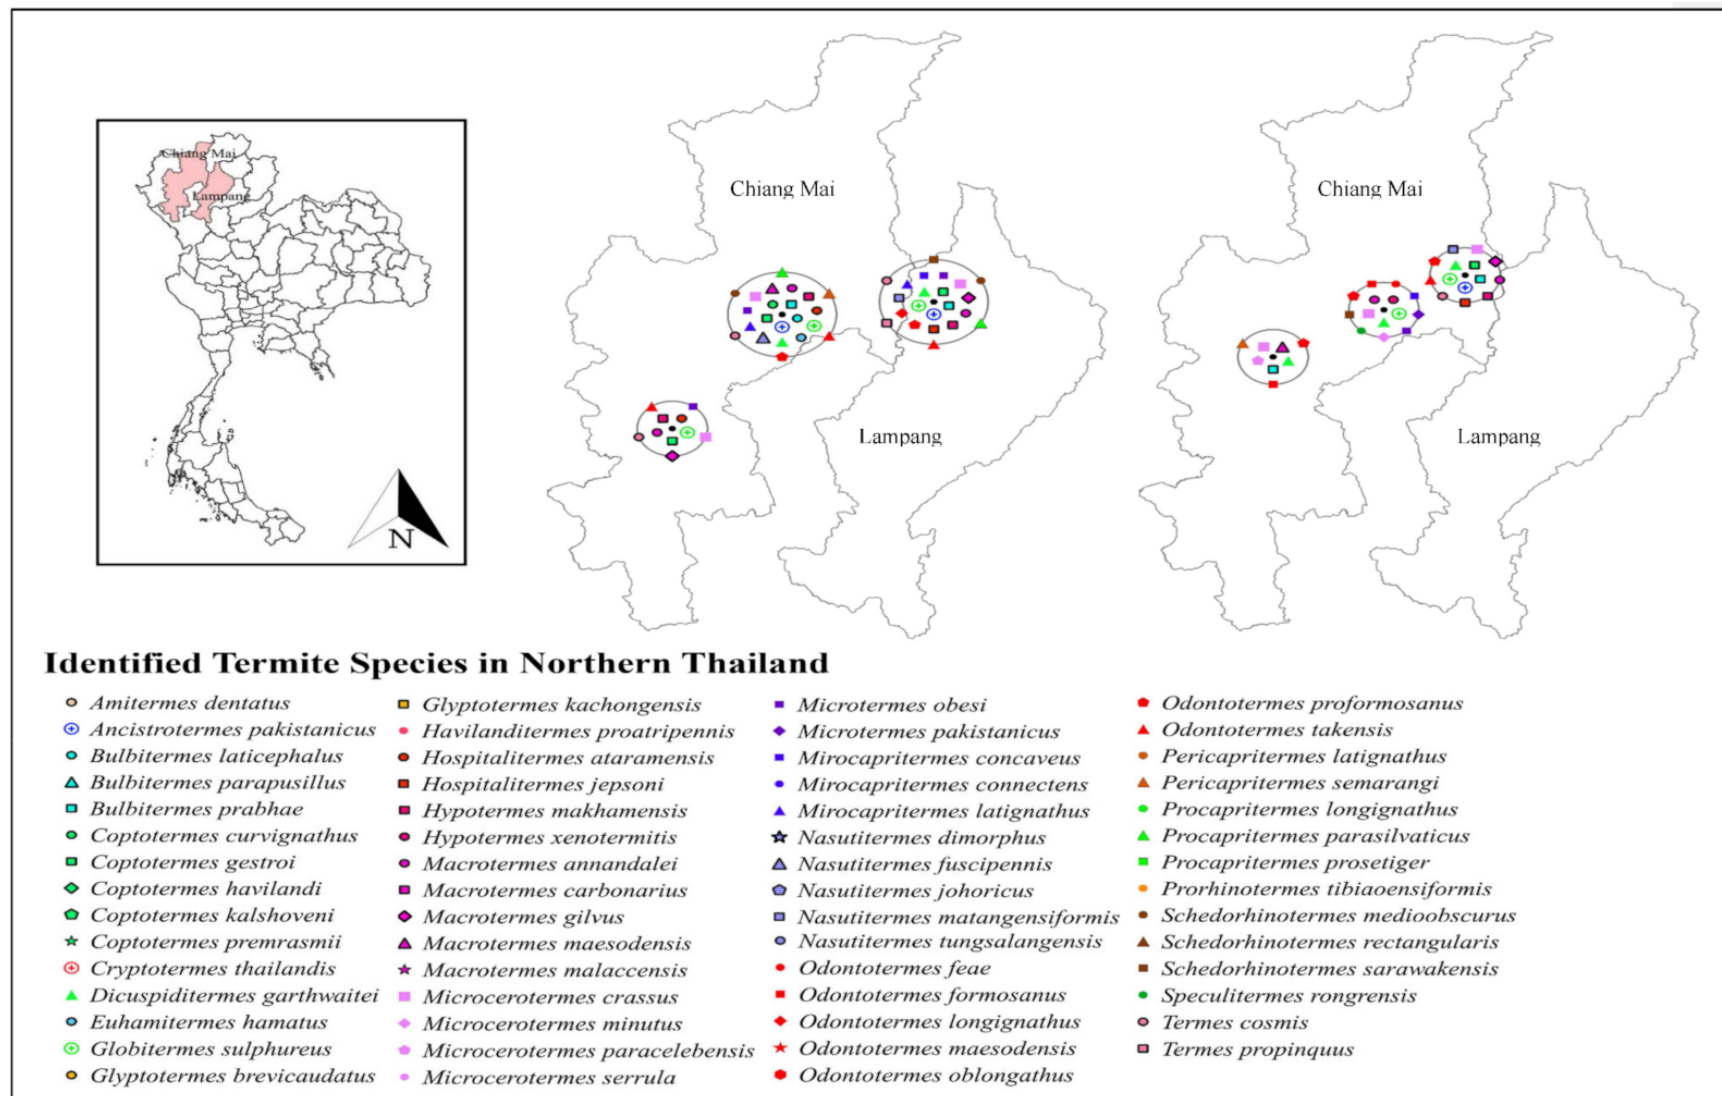 Chiang Mai
Lampang
N
Chiang Mai
Lampang
Chiang Mai
Lampang
Identified Termite Species in Northern Thailand
Amitermes dentatus
Ancistrotermes pakistanicus
Bulbitermes laticephalus
Bulbitermes parapusillus
Bulbitermes prabhae
Coptotermes curvignathus
Coptotermes gestroi
Coptotermes havilandi
Coptotermes kalshoveni
Coptotermes premrasmii
Cryptotermes thailandis
Dicuspiditermes garthwaitei
Euhamitermes hamatus
Globitermes sulphureus
Glyptotermes brevicaudatus
Glyptotermes kachongensis
Havilanditermes proatripennis
Hospitalitermes ataramensis
Hospitalitermes jepsoni
Hypotermes makhamensis
Hypotermes xenotermitis
Macrotermes annandalei
Macrotermes carbonarius
Macrotermes gilvus
Macrotermes maesodensis
Macrotermes malaccensis
Microcerotermes crassus
Microcerotermes minutus
Microcerotermes paracelebensis
Microcerotermes serrula
Microtermes obesi
Microtermes pakistanicus
Mirocapritermes concaveus
Mirocapritermes connectens
Mirocapritermes latignathus
Nasutitermes dimorphus
Nasutitermes fuscipennis
Nasutitermes johoricus
Nasutitermes matangensiformis
Nasutitermes tungsalangensis
Odontotermes feae
Odontotermes formosanus
Odontotermes longignathus
Odontotermes maesodensis
Odontotermes oblongathus
Odontotermes proformosanus
Odontotermes takensis
Pericapritermes latignathus
Pericapritermes semarangi
Procapritermes longignathus
Procapritermes parasilvaticus
Procapritermes prosetiger
Prorhinotermes tibiaoensiformis
Schedorhinotermes medioobscurus
Schedorhinotermes rectangularis
Schedorhinotermes sarawakensis
Speculitermes rongrensis
Termes cosmis
Termes propinquus